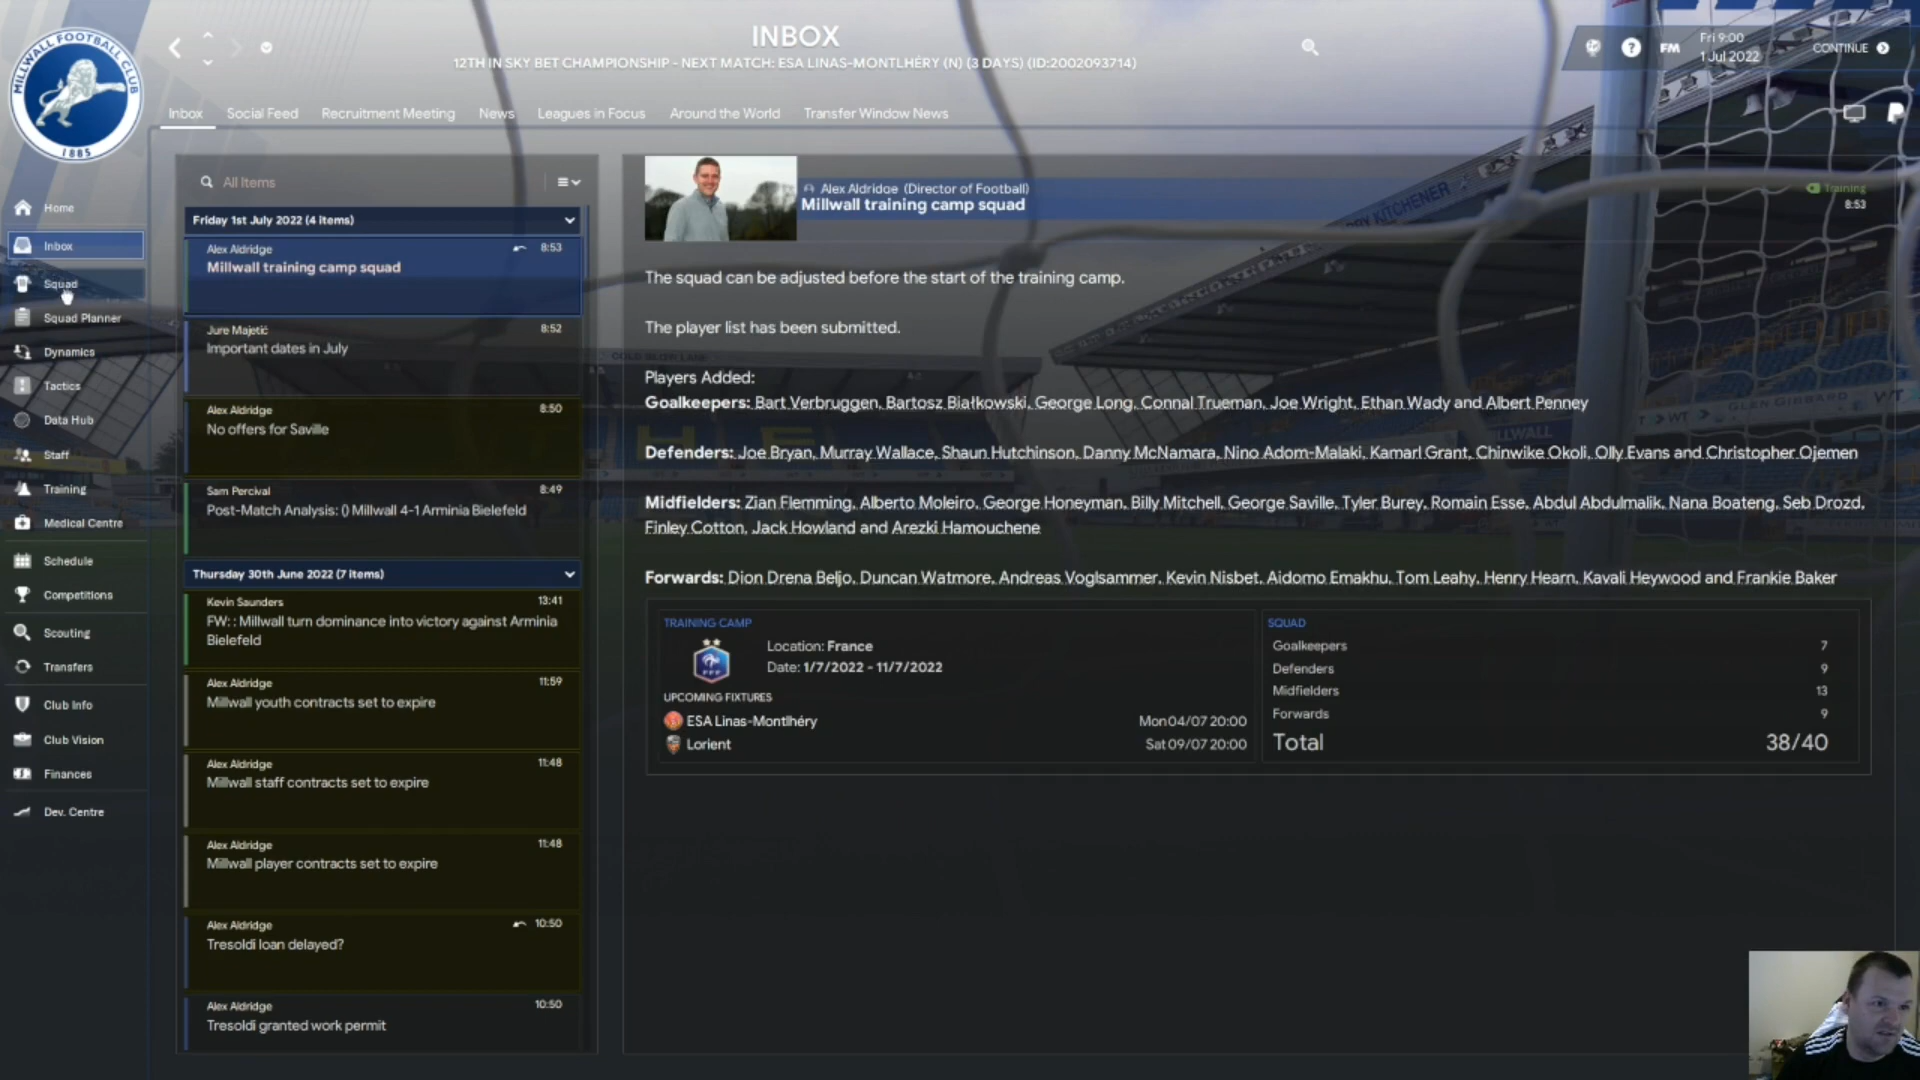 MILLWALL FOOTBALL CLUB
1885
INBOX
12TH IN SKY BET CHAMPIONSHIP - NEXT MATCH: ESA LINAS-MONTLHÉRY (N) (3 DAYS) (ID:2002093714)
FM
Fri 9:00
1 Jul 2022
CONTINUE
Inbox
Social Feed
Recruitment Meeting
News
Leagues in Focus
Around the World
Transfer Window News
Home
Inbox
Squad
Squad Planner
Dynamics
Tactics
Data Hub
Staff
Training
Medical Centre
Schedule
Competitions
Scouting
Transfers
Club Info
Club Vision
Finances
Dev. Centre
All Items
Friday 1st July 2022 (4 items)
Alex Aldridge 8:53
Millwall training camp squad
Jure Majetić 8:52
Important dates in July
Alex Aldridge 8:50
No offers for Saville
Sam Percival 8:49
Post-Match Analysis: () Millwall 4-1 Arminia Bielefeld
Thursday 30th June 2022 (7 items)
Kevin Saunders 13:41
FW: : Millwall turn dominance into victory against Arminia
Bielefeld
Alex Aldridge 11:59
Millwall youth contracts set to expire
Alex Aldridge 11:48
Millwall staff contracts set to expire
Alex Aldridge 11:48
Millwall player contracts set to expire
Alex Aldridge 10:50
Tresoldi loan delayed?
Alex Aldridge 10:50
Tresoldi granted work permit
Alex Aldridge (Director of Football)
Millwall training camp squad
Training
8:53
The squad can be adjusted before the start of the training camp.
The player list has been submitted.
Players Added:
Goalkeepers: Bart Verbruggen, Bartosz Białkowski, George Long, Connal Trueman, Joe Wright, Ethan Wady and Albert Penney
Defenders: Joe Bryan, Murray Wallace, Shaun Hutchinson, Danny McNamara, Nino Adom-Malaki, Kamarl Grant, Chinwike Okoli, Olly Evans and Christopher Ojemen
Midfielders: Zian Flemming, Alberto Moleiro, George Honeyman, Billy Mitchell, George Saville, Tyler Burey, Romain Esse, Abdul Abdulmalik, Nana Boateng, Seb Drozd,
Finley Cotton, Jack Howland and Arezki Hamouchene
Forwards: Dion Drena Beljo, Duncan Watmore, Andreas Voglsammer, Kevin Nisbet, Aidomo Emakhu, Tom Leahy, Henry Hearn, Kavali Heywood and Frankie Baker
TRAINING CAMP
Location: France
Date: 1/7/2022 - 11/7/2022
UPCOMING FIXTURES
ESA Linas-Montlhéry Mon 04/07 20:00
Lorient Sat 09/07 20:00
SQUAD
Goalkeepers 7
Defenders 9
Midfielders 13
Forwards 9
Total 38/40